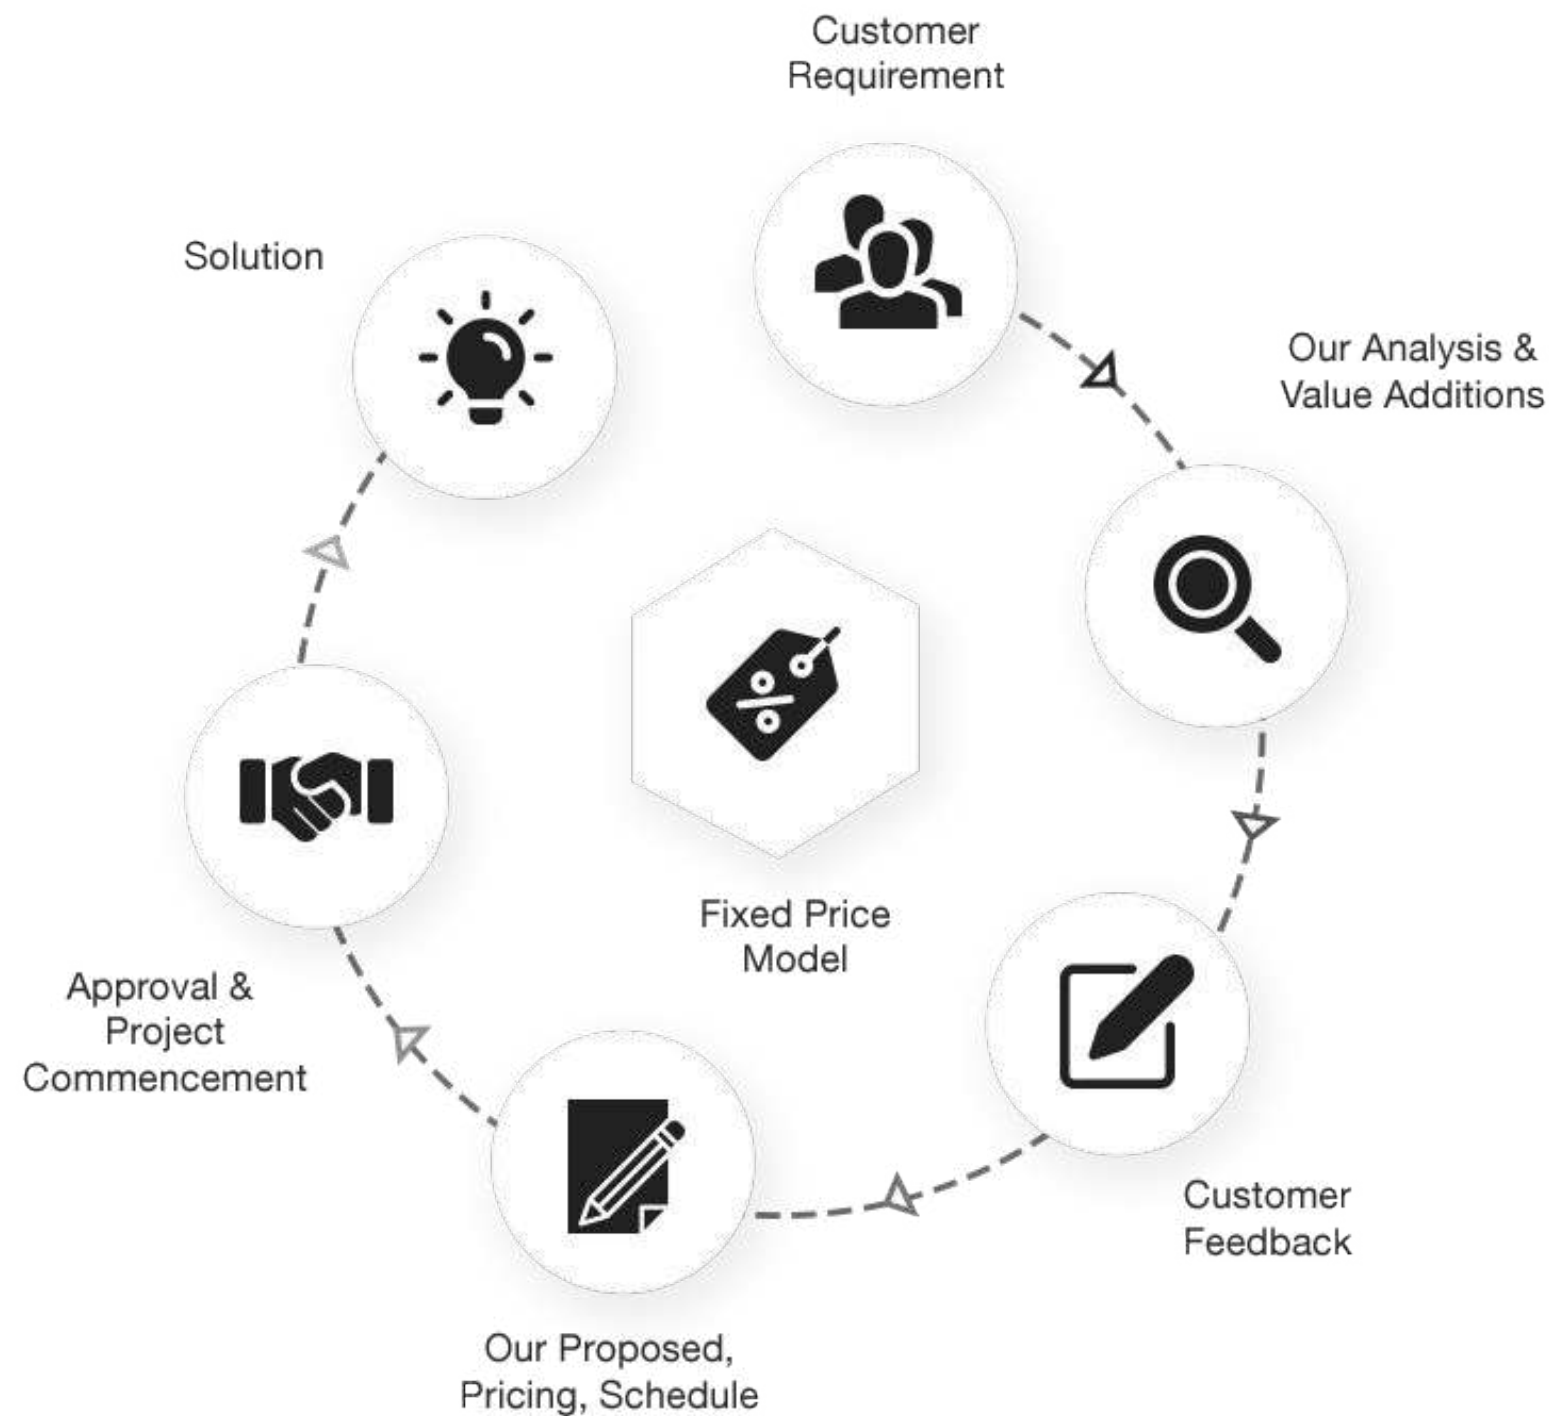 Customer
Requirement
Our Analysis &
Value Additions
Customer
Feedback
Our Proposed,
Pricing, Schedule
Approval &
Project
Commencement
Solution
Fixed Price
Model